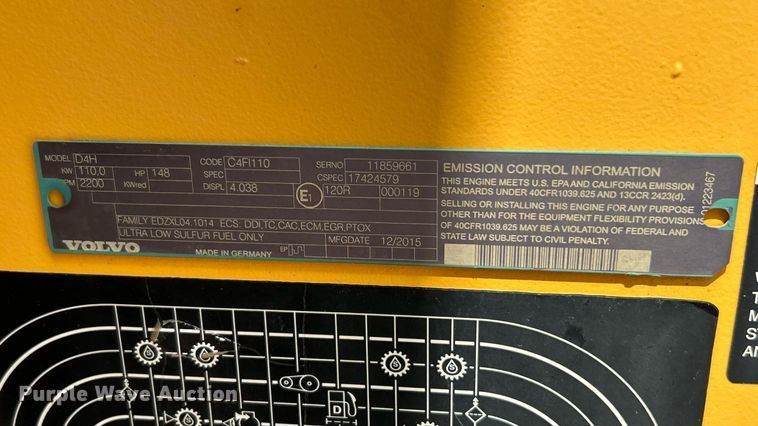 MODEL D4H CODE C4FI110 SERNO 11859661
KW 110,0 HP 148 SPEC CSPEC 17424579
2200 KWred DISPL 4.038 E1 120R 000119
FAMILY EDZXL04.1014 ECS. DDI,TC,CAC,ECM,EGR,PTOX
ULTRA LOW SULFUR FUEL ONLY MFGDATE 12/2015
VOLVO MADE IN GERMANY
EMISSION CONTROL INFORMATION
THIS ENGINE MEETS U.S. EPA AND CALIFORNIA EMISSION
STANDARDS UNDER 40CFR1039.625 AND 13CCR 2423(d).
SELLING OR INSTALLING THIS ENGINE FOR ANY PURPOSE
OTHER THAN FOR THE EQUIPMENT FLEXIBILITY PROVISIONS
OF 40CFR1039.625 MAY BE A VIOLATION OF FEDERAL AND
STATE LAW SUBJECT TO CIVIL PENALTY.
01223467
D
Purple Wave Auction